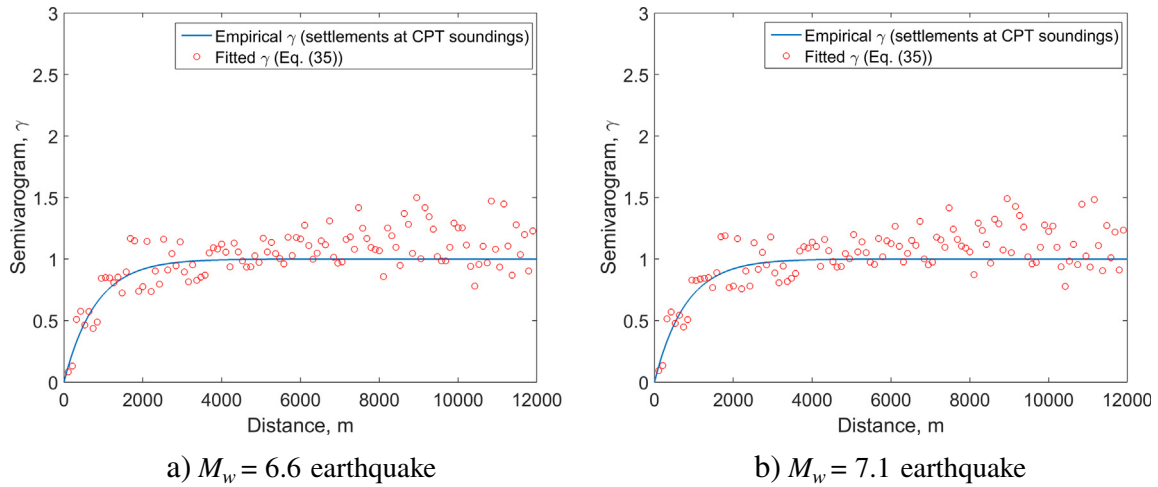 3
2.5
2
1.5
1
0.5
0
Semivarogram, γ
Empirical γ (settlements at CPT soundings)
Fitted γ (Eq. (35))
0 2000 4000 6000 8000 10000 12000
Distance, m
a) Mw = 6.6 earthquake
3
2.5
2
1.5
1
0.5
0
Semivarogram, γ
Empirical γ (settlements at CPT soundings)
Fitted γ (Eq. (35))
0 2000 4000 6000 8000 10000 12000
Distance, m
b) Mw = 7.1 earthquake